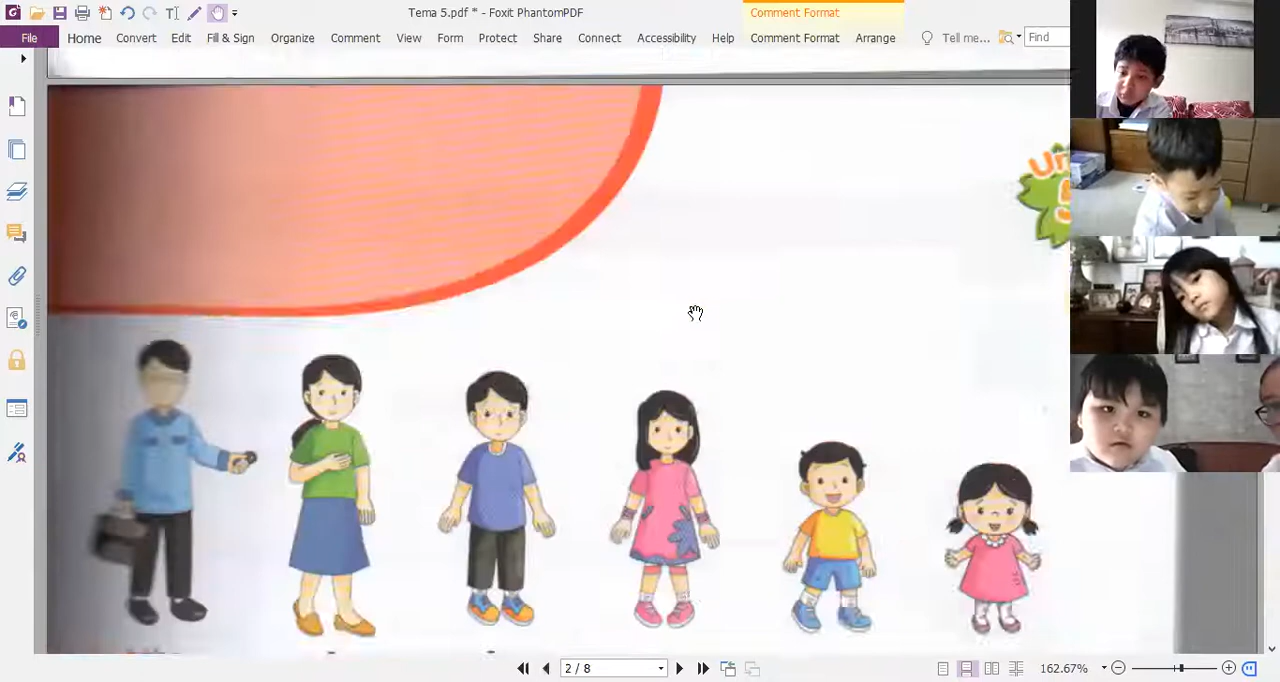 Tema 5.pdf * - Foxit PhantomPDF
Comment Format
File Home Convert Edit Fill & Sign Organize Comment View Form Protect Share Connect Accessibility Help Comment Format Arrange Tell me... Find
2 / 8
162.67%